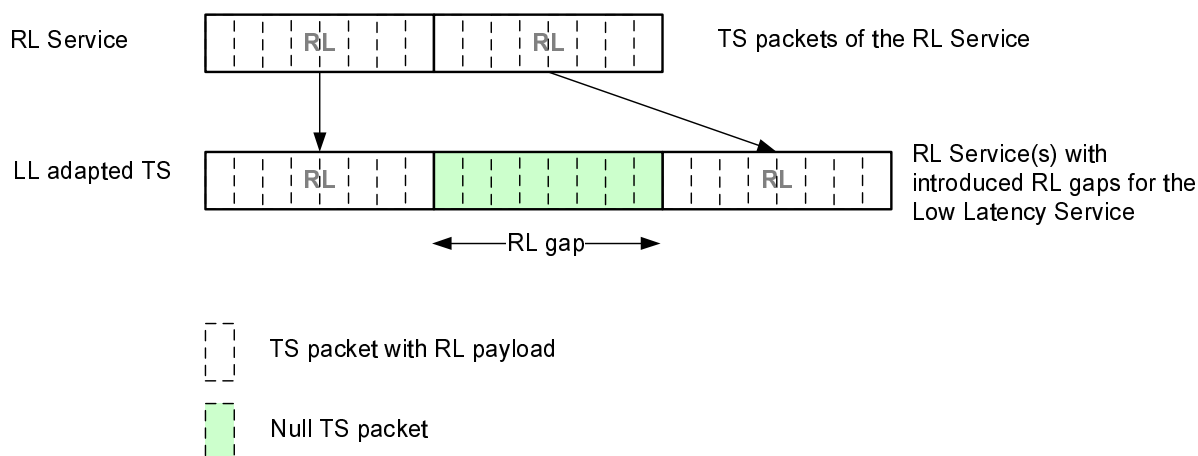 RL Service
RL
RL
TS packets of the RL Service
LL adapted TS
RL
RL
RL Service(s) with
introduced RL gaps for the
Low Latency Service
RL gap
TS packet with RL payload
Null TS packet